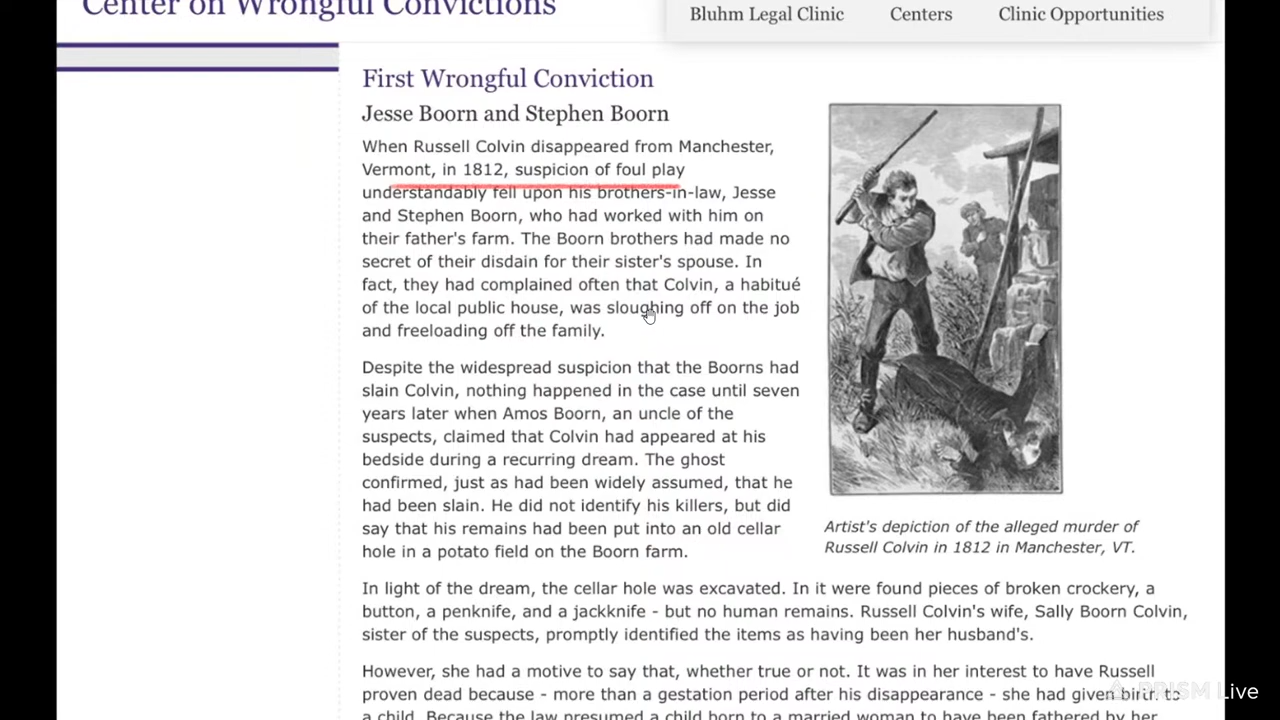 Center on Wrongful Convictions
Bluhm Legal Clinic Centers Clinic Opportunities
First Wrongful Conviction
Jesse Boorn and Stephen Boorn
When Russell Colvin disappeared from Manchester,
Vermont, in 1812, suspicion of foul play
understandably fell upon his brothers-in-law, Jesse
and Stephen Boorn, who had worked with him on
their father's farm. The Boorn brothers had made no
secret of their disdain for their sister's spouse. In
fact, they had complained often that Colvin, a habitué
of the local public house, was sloughing off on the job
and freeloading off the family.
Despite the widespread suspicion that the Boorns had
slain Colvin, nothing happened in the case until seven
years later when Amos Boorn, an uncle of the
suspects, claimed that Colvin had appeared at his
bedside during a recurring dream. The ghost
confirmed, just as had been widely assumed, that he
had been slain. He did not identify his killers, but did
say that his remains had been put into an old cellar
hole in a potato field on the Boorn farm.
Artist's depiction of the alleged murder of
Russell Colvin in 1812 in Manchester, VT.
In light of the dream, the cellar hole was excavated. In it were found pieces of broken crockery, a
button, a penknife, and a jackknife - but no human remains. Russell Colvin's wife, Sally Boorn Colvin,
sister of the suspects, promptly identified the items as having been her husband's.
However, she had a motive to say that, whether true or not. It was in her interest to have Russell
proven dead because - more than a gestation period after his disappearance - she had given birth to
a child. Because the law presumed a child born to a married woman to have been fathered by her
PRISM Live